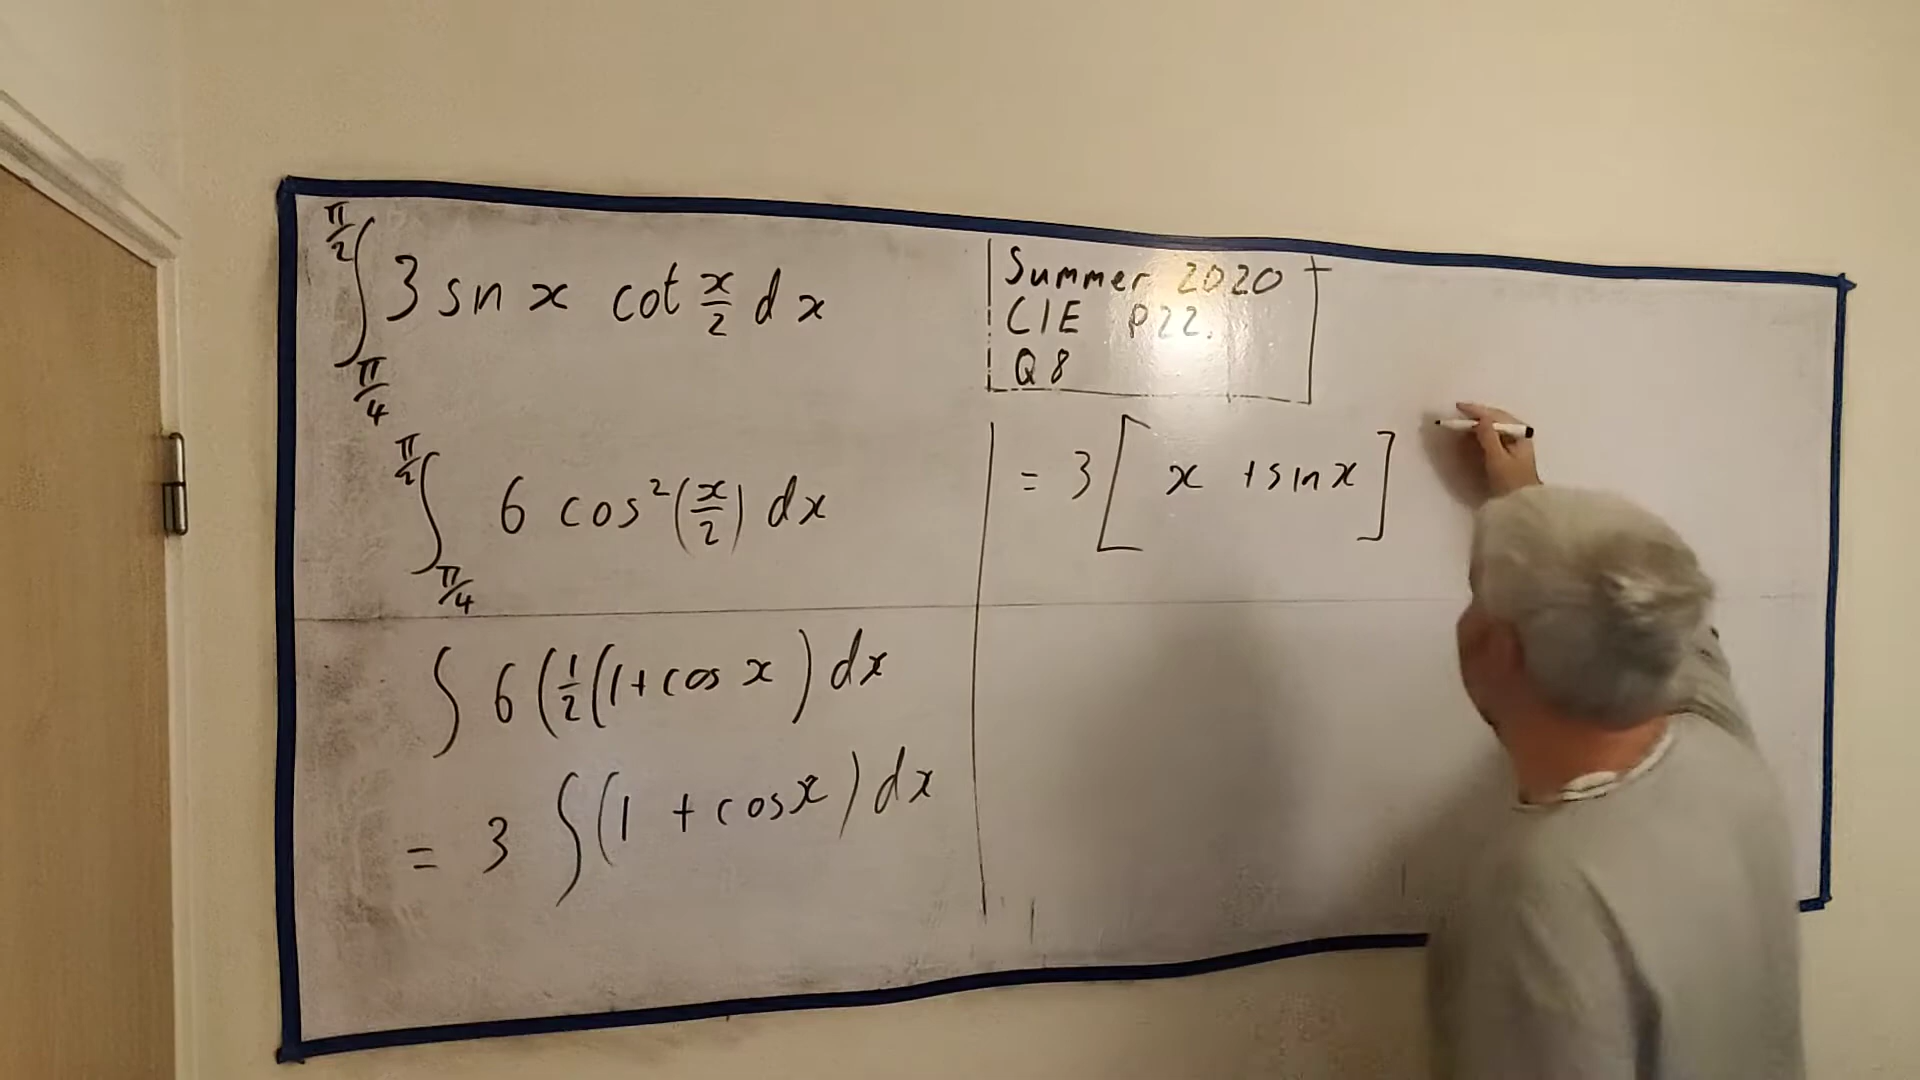 ∫_{π/4}^{π/2} 3 sin x cot x/2 dx
∫_{π/4}^{π/2} 6 cos²(x/2) dx
∫ 6(1/2(1+cos x) dx
= 3 ∫(1 + cos x) dx
Summer 2020
CIE P22.
Q8
= 3[ x + sin x ]